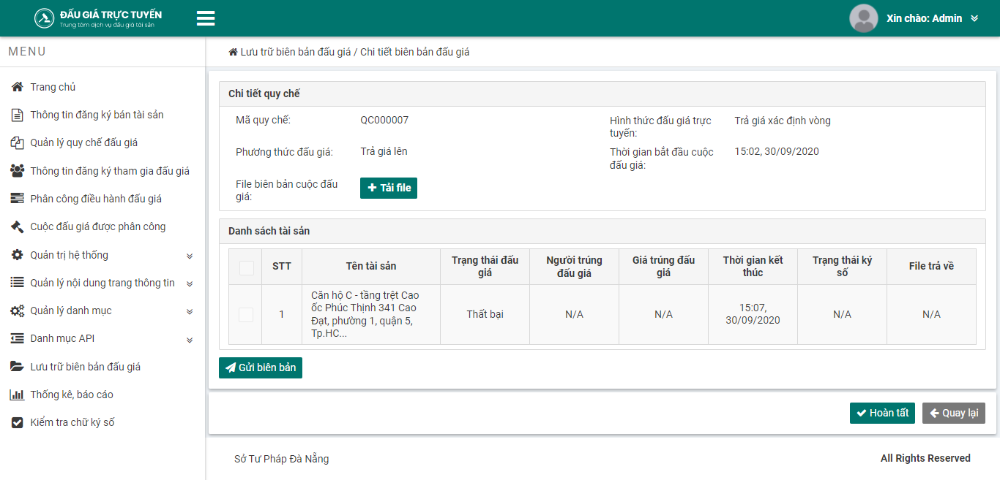 ĐẤU GIÁ TRỰC TUYẾN
Trung tâm dịch vụ đấu giá tài sản
Xin chào: Admin
MENU
Trang chủ
Thông tin đăng ký bán tài sản
Quản lý quy chế đấu giá
Thông tin đăng ký tham gia đấu giá
Phân công điều hành đấu giá
Cuộc đấu giá được phân công
Quản trị hệ thống
Quản lý nội dung trang thông tin
Quản lý danh mục
Danh mục API
Lưu trữ biên bản đấu giá
Thống kê, báo cáo
Kiểm tra chữ ký số
Lưu trữ biên bản đấu giá / Chi tiết biên bản đấu giá
Chi tiết quy chế
Mã quy chế:
QC000007
Hình thức đấu giá trực
tuyến:
Trả giá xác định vòng
Phương thức đấu giá:
Trả giá lên
Thời gian bắt đầu cuộc
đấu giá:
15:02, 30/09/2020
File biên bản cuộc đấu
giá:
Tải file
Danh sách tài sản
STT
Tên tài sản
Trạng thái đấu
giá
Người trúng
đấu giá
Giá trúng đấu
giá
Thời gian kết
thúc
Trạng thái ký
số
File trả về
1
Căn hộ C - tầng trệt Cao
ốc Phúc Thịnh 341 Cao
Đạt, phường 1, quận 5,
Tp.HC...
Thất bại
N/A
N/A
15:07,
30/09/2020
N/A
N/A
Gửi biên bản
Hoàn tất
Quay lại
Sở Tư Pháp Đà Nẵng
All Rights Reserved